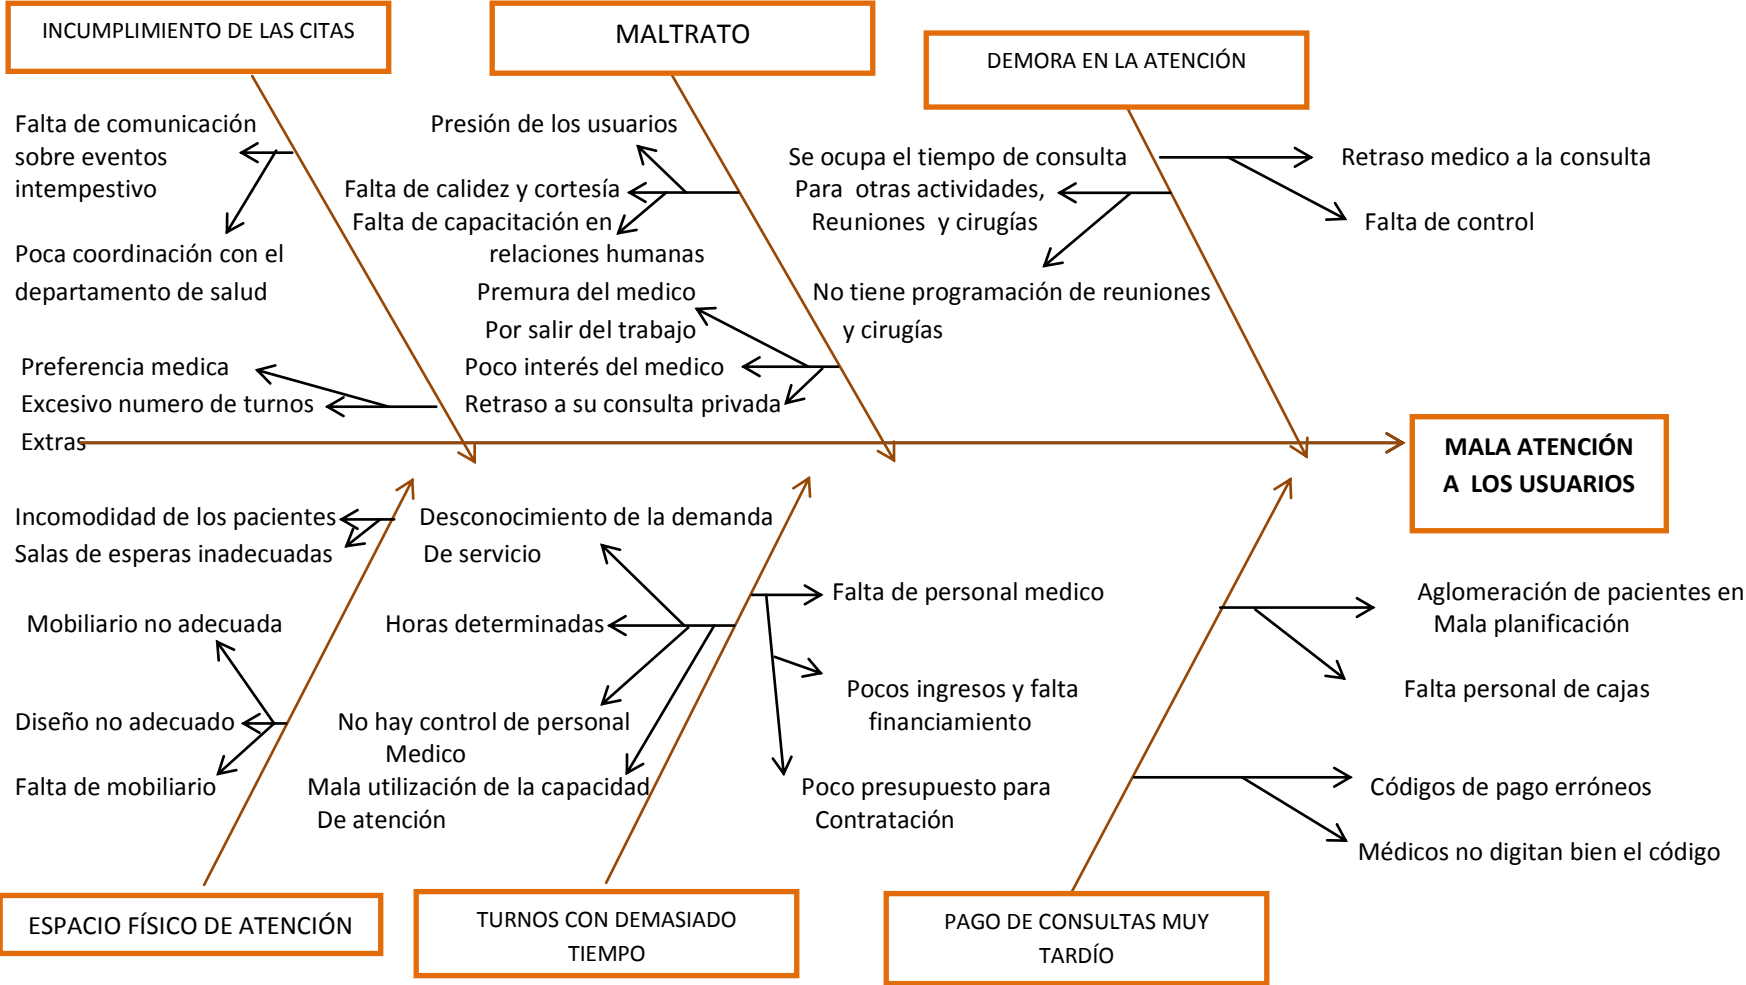 INCUMPLIMIENTO DE LAS CITAS
MALTRATO
DEMORA EN LA ATENCIÓN
Falta de comunicación
sobre eventos
intempestivo
Poca coordinación con el
departamento de salud
Preferencia medica
Excesivo numero de turnos
Extras
Presión de los usuarios
Falta de calidez y cortesía
Falta de capacitación en
relaciones humanas
Premura del medico
Por salir del trabajo
Poco interés del medico
Retraso a su consulta privada
Se ocupa el tiempo de consulta
Para otras actividades,
Reuniones y cirugías
No tiene programación de reuniones
y cirugías
Retraso medico a la consulta
Falta de control
MALA ATENCIÓN
A LOS USUARIOS
Incomodidad de los pacientes
Salas de esperas inadecuadas
Mobiliario no adecuada
Diseño no adecuado
Falta de mobiliario
Desconocimiento de la demanda
De servicio
Horas determinadas
No hay control de personal
Medico
Mala utilización de la capacidad
De atención
Falta de personal medico
Pocos ingresos y falta
financiamiento
Poco presupuesto para
Contratación
Aglomeración de pacientes en
Mala planificación
Falta personal de cajas
Códigos de pago erróneos
Médicos no digitan bien el código
ESPACIO FÍSICO DE ATENCIÓN
TURNOS CON DEMASIADO
TIEMPO
PAGO DE CONSULTAS MUY
TARDÍO